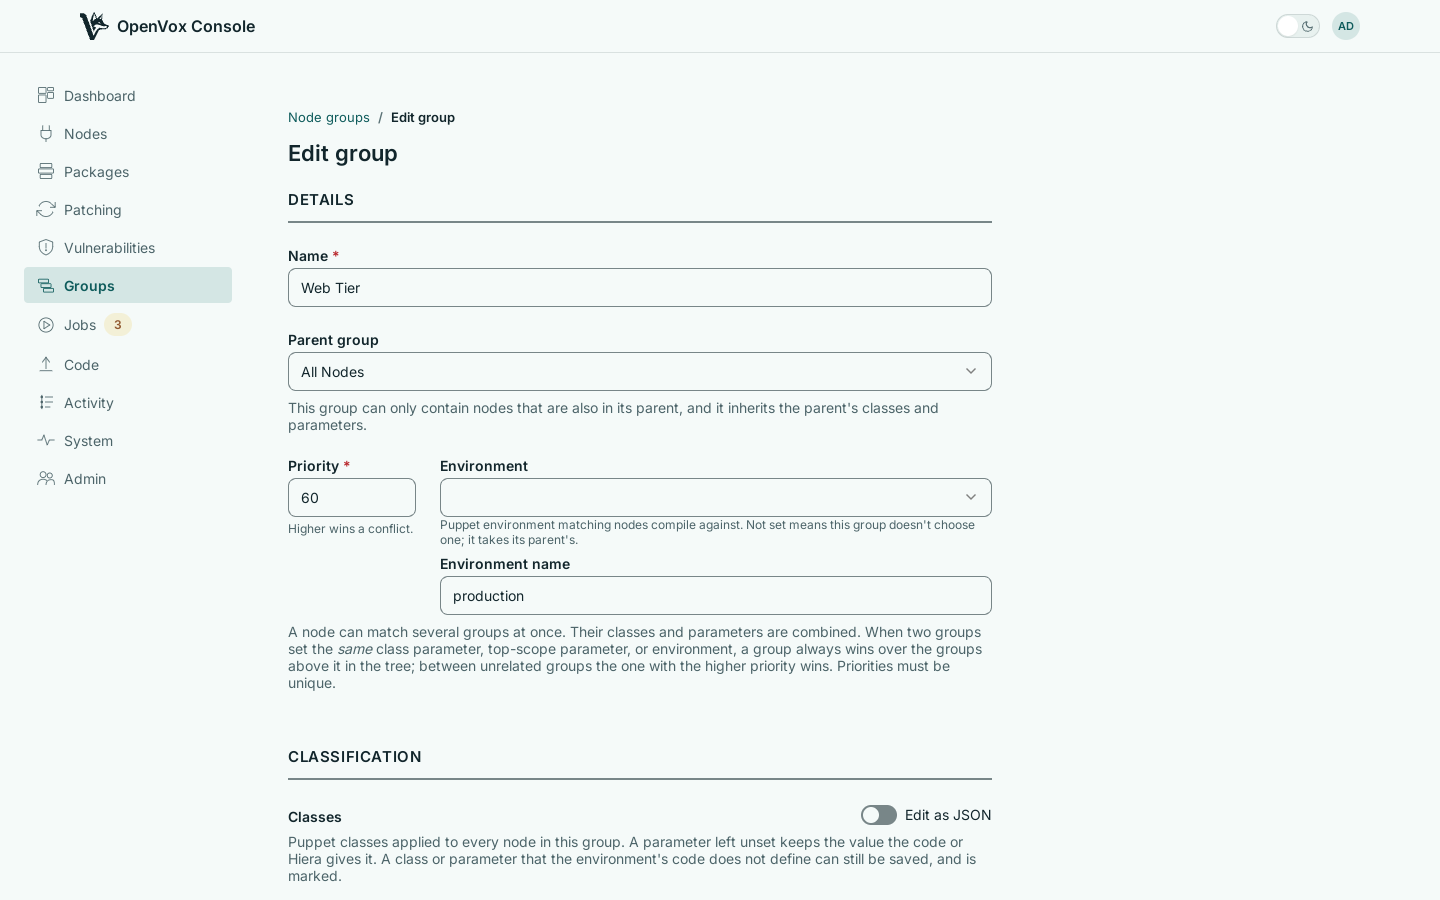 OpenVox Console
AD
Dashboard
Nodes
Packages
Patching
Vulnerabilities
Groups
Jobs 3
Code
Activity
System
Admin
Node groups / Edit group
Edit group
DETAILS
Name *
Web Tier
Parent group
All Nodes
This group can only contain nodes that are also in its parent, and it inherits the parent's classes and
parameters.
Priority *
60
Higher wins a conflict.
Environment
Puppet environment matching nodes compile against. Not set means this group doesn't choose
one; it takes its parent's.
Environment name
production
A node can match several groups at once. Their classes and parameters are combined. When two groups
set the same class parameter, top-scope parameter, or environment, a group always wins over the groups
above it in the tree; between unrelated groups the one with the higher priority wins. Priorities must be
unique.
CLASSIFICATION
Classes
Edit as JSON
Puppet classes applied to every node in this group. A parameter left unset keeps the value the code or
Hiera gives it. A class or parameter that the environment's code does not define can still be saved, and is
marked.